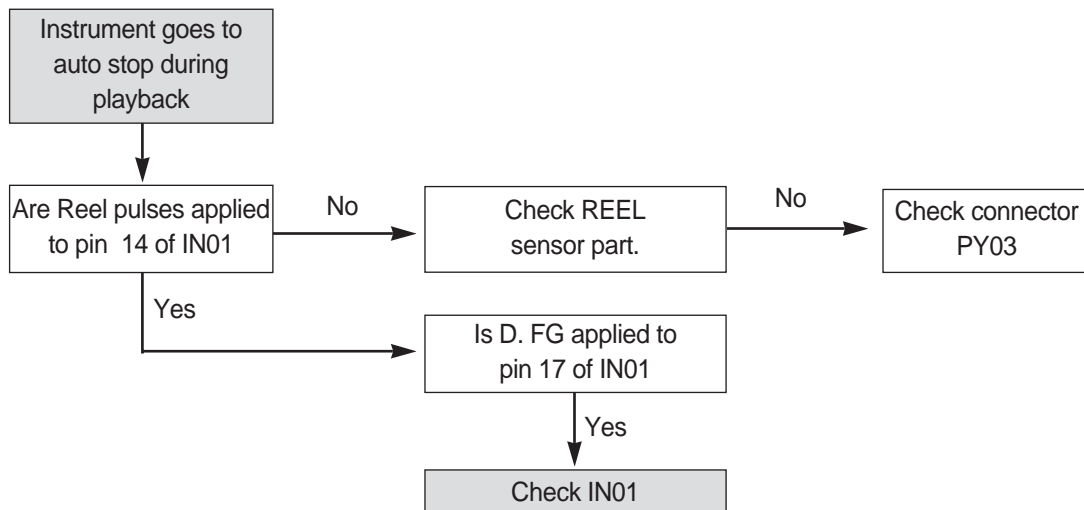 Instrument goes to
auto stop during
playback
Are Reel pulses applied
to pin 14 of IN01
No
Check REEL
sensor part.
No
Check connector
PY03
Yes
Is D. FG applied to
pin 17 of IN01
Yes
Check IN01